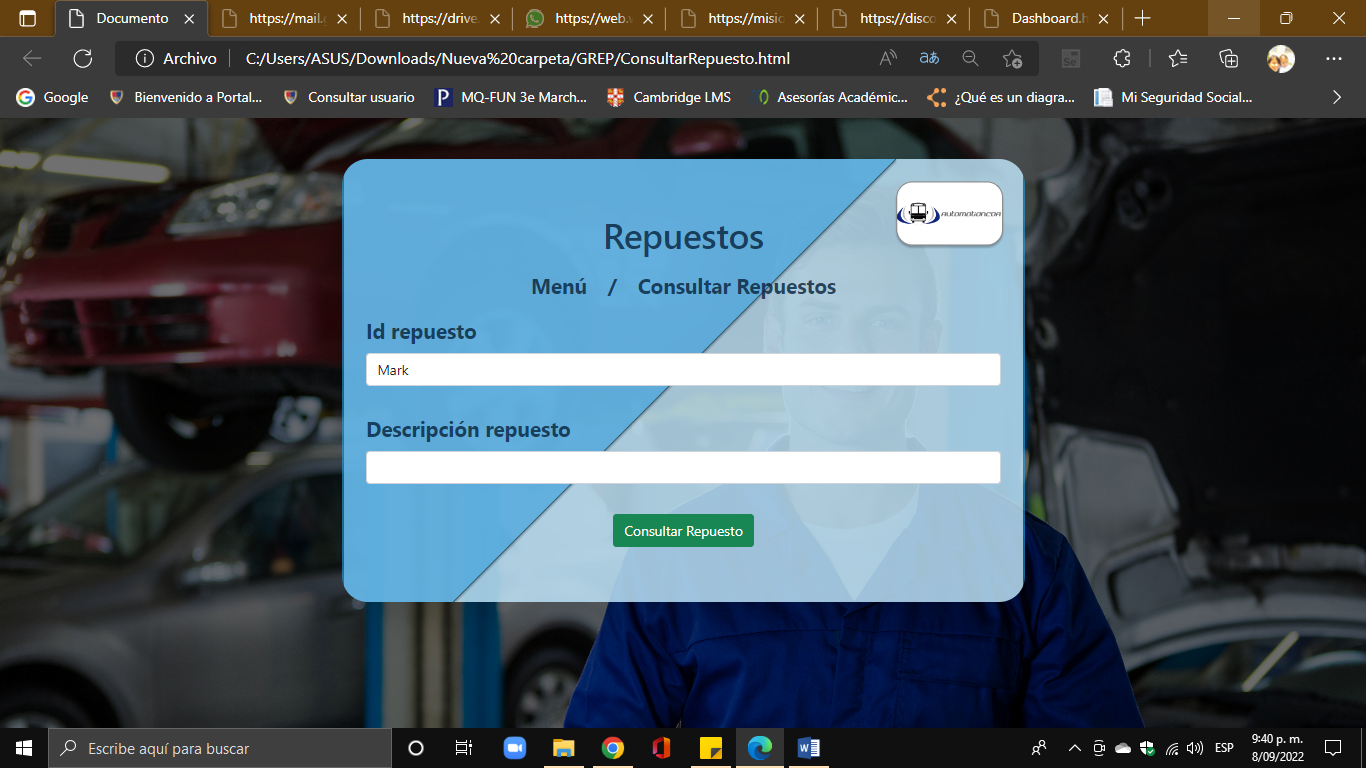 Documento
https://mail.g
https://drive.
https://web.w
https://misio
https://disco
Dashboard.h
Archivo
C:/Users/ASUS/Downloads/Nueva%20carpeta/GREP/ConsultarRepuesto.html
Google
Bienvenido a Portal...
Consultar usuario
MQ-FUN 3e March...
Cambridge LMS
Asesorías Académic...
¿Qué es un diagra...
Mi Seguridad Social...
AUTOMOTIONCOR
Repuestos
Menú / Consultar Repuestos
Id repuesto
Mark
Descripción repuesto
Consultar Repuesto
Escribe aquí para buscar
ESP
9:40 p. m.
8/09/2022